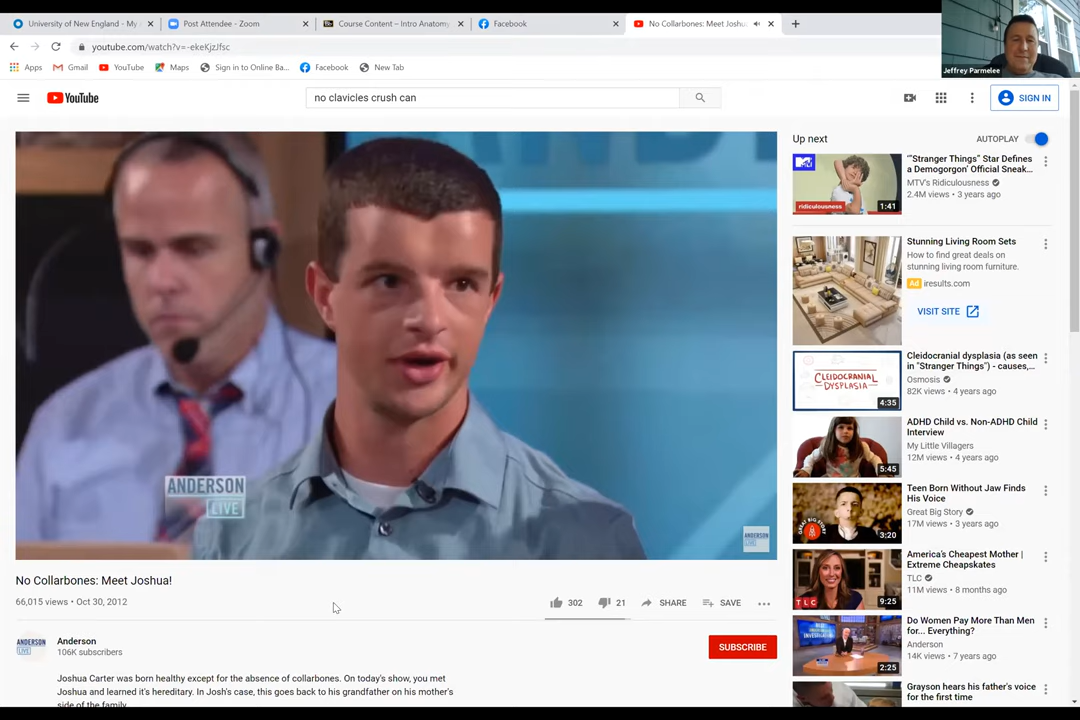 University of New England - My
Post Attendee - Zoom
Course Content – Intro Anatomy
Facebook
No Collarbones: Meet Joshua
youtube.com/watch?v=-ekeKjzJfsc
Apps
Gmail
YouTube
Maps
Sign in to Online Ba...
Facebook
New Tab
Jeffrey Parmelee
YouTube
no clavicles crush can
SIGN IN
ANDERSON
LIVE
ANDERSON
LIVE
No Collarbones: Meet Joshua!
66,015 views • Oct 30, 2012
302
21
SHARE
SAVE
ANDERSON
LIVE
Anderson
106K subscribers
SUBSCRIBE
Joshua Carter was born healthy except for the absence of collarbones. On today's show, you met
Joshua and learned it's hereditary. In Josh's case, this goes back to his grandfather on his mother's
side of the family.
Up next
AUTOPLAY
ridiculousness
1:41
'"Stranger Things" Star Defines
a Demogorgon' Official Sneak...
MTV's Ridiculousness
2.4M views • 3 years ago
Stunning Living Room Sets
How to find great deals on
stunning living room furniture.
Ad iresults.com
VISIT SITE
CLEIDOCRANIAL
DYSPLASIA
4:35
Cleidocranial dysplasia (as seen
in "Stranger Things") - causes,...
Osmosis
82K views • 4 years ago
5:45
ADHD Child vs. Non-ADHD Child
Interview
My Little Villagers
12M views • 4 years ago
3:20
Teen Born Without Jaw Finds
His Voice
Great Big Story
17M views • 3 years ago
TLC
9:25
America's Cheapest Mother |
Extreme Cheapskates
TLC
11M views • 8 months ago
2:25
Do Women Pay More Than Men
for... Everything?
Anderson
14K views • 7 years ago
Grayson hears his father's voice
for the first time